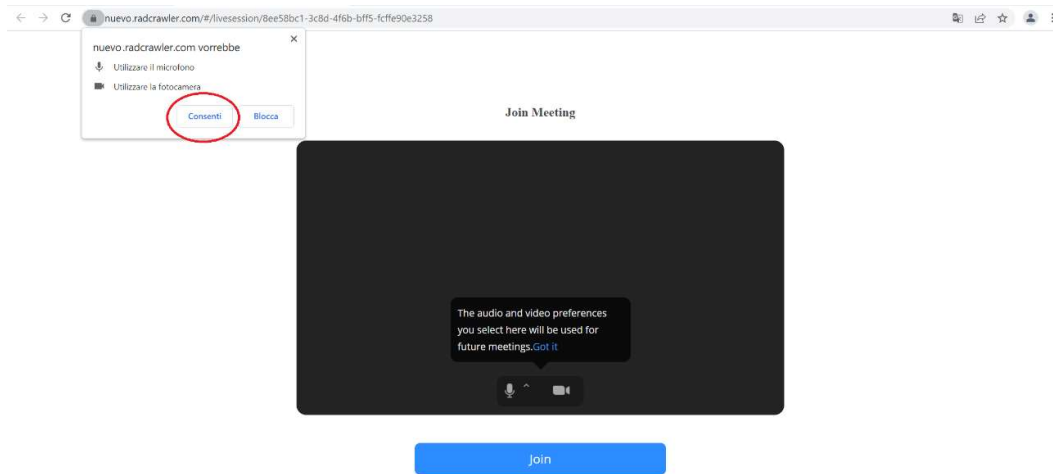 nuevo.radcrawler.com/#/livesession/8ee58bc1-3c8d-4f6b-bff5-fcffe90e3258
nuevo.radcrawler.com vorrebbe
Utilizzare il microfono
Utilizzare la fotocamera
Consenti
Blocca
Join Meeting
The audio and video preferences
you select here will be used for
future meetings.Got it
Join